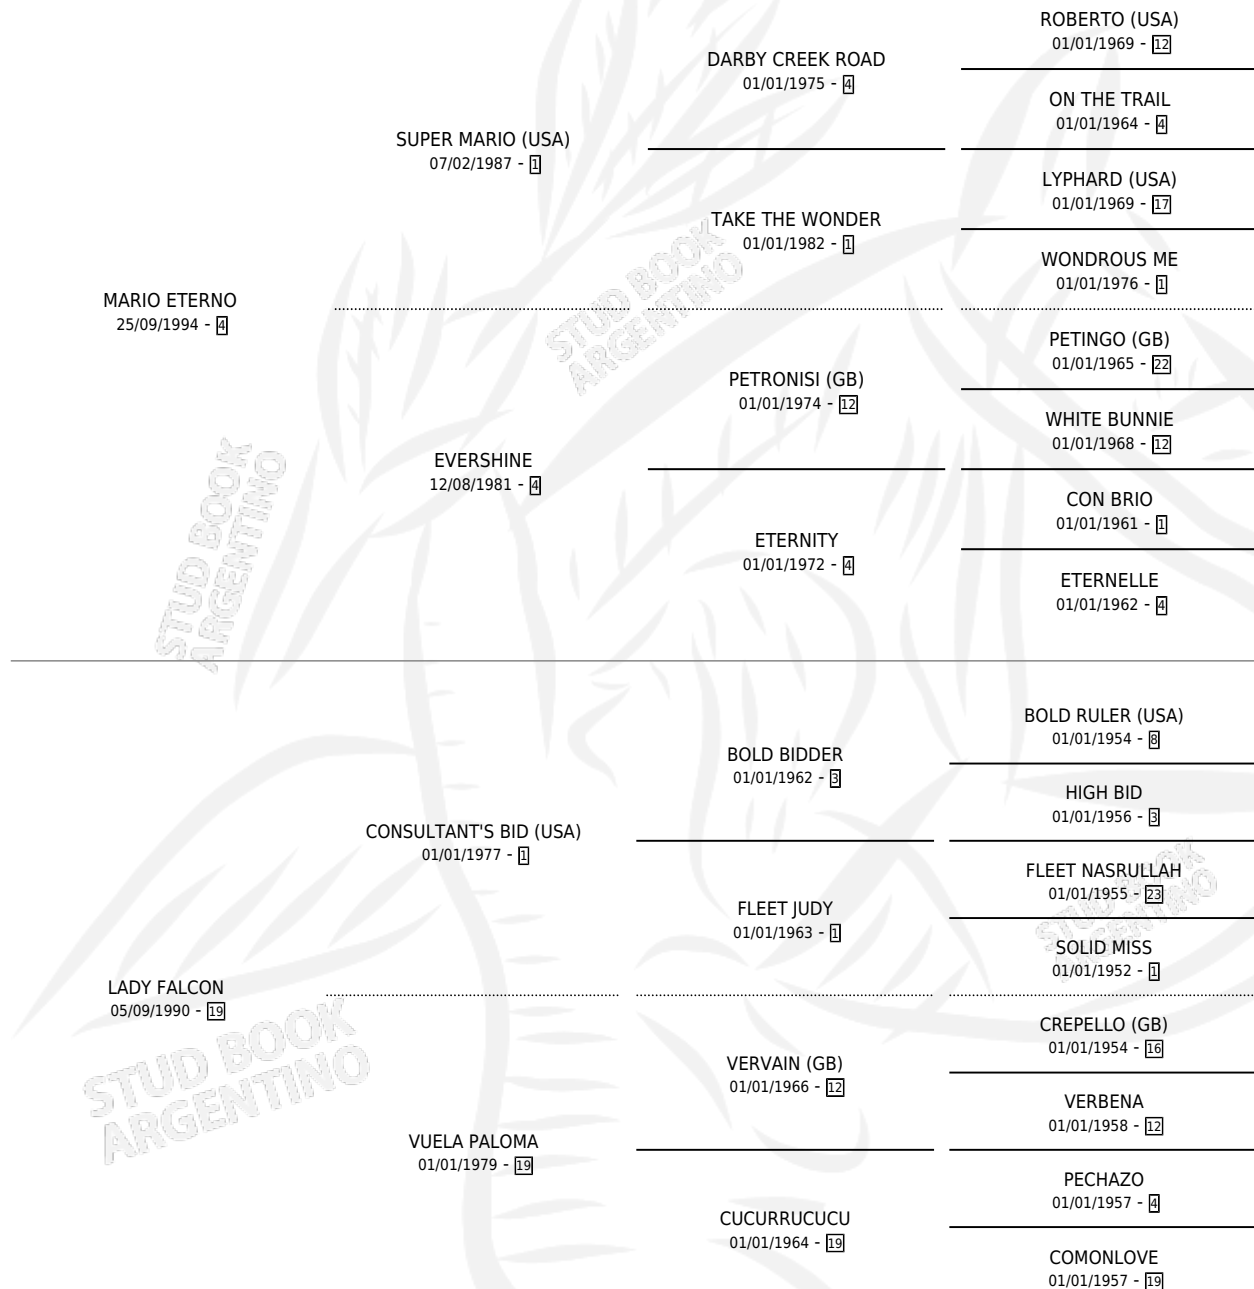 ROBERTO (USA)
01/01/1969 - 12
DARBY CREEK ROAD
01/01/1975 - 4
ON THE TRAIL
01/01/1964 - 4
SUPER MARIO (USA)
07/02/1987 - 1
LYPHARD (USA)
01/01/1969 - 17
TAKE THE WONDER
01/01/1982 - 1
WONDROUS ME
01/01/1976 - 1
MARIO ETERNO
25/09/1994 - 4
PETINGO (GB)
01/01/1965 - 22
PETRONISI (GB)
01/01/1974 - 12
WHITE BUNNIE
01/01/1968 - 12
EVERSHINE
12/08/1981 - 4
CON BRIO
01/01/1961 - 1
ETERNITY
01/01/1972 - 4
ETERNELLE
01/01/1962 - 4
BOLD RULER (USA)
01/01/1954 - 8
BOLD BIDDER
01/01/1962 - 3
HIGH BID
01/01/1956 - 3
CONSULTANT'S BID (USA)
01/01/1977 - 1
FLEET NASRULLAH
01/01/1955 - 23
FLEET JUDY
01/01/1963 - 1
SOLID MISS
01/01/1952 - 1
LADY FALCON
05/09/1990 - 19
CREPELLO (GB)
01/01/1954 - 16
VERVAIN (GB)
01/01/1966 - 12
VERBENA
01/01/1958 - 12
VUELA PALOMA
01/01/1979 - 19
PECHAZO
01/01/1957 - 4
CUCURRUCUCU
01/01/1964 - 19
COMONLOVE
01/01/1957 - 19
STUD BOOK
ARGENTINO
STUD BOOK
ARGENTINO
STUD BOOK
ARGENTINO
STUD BOOK
ARGENTINO